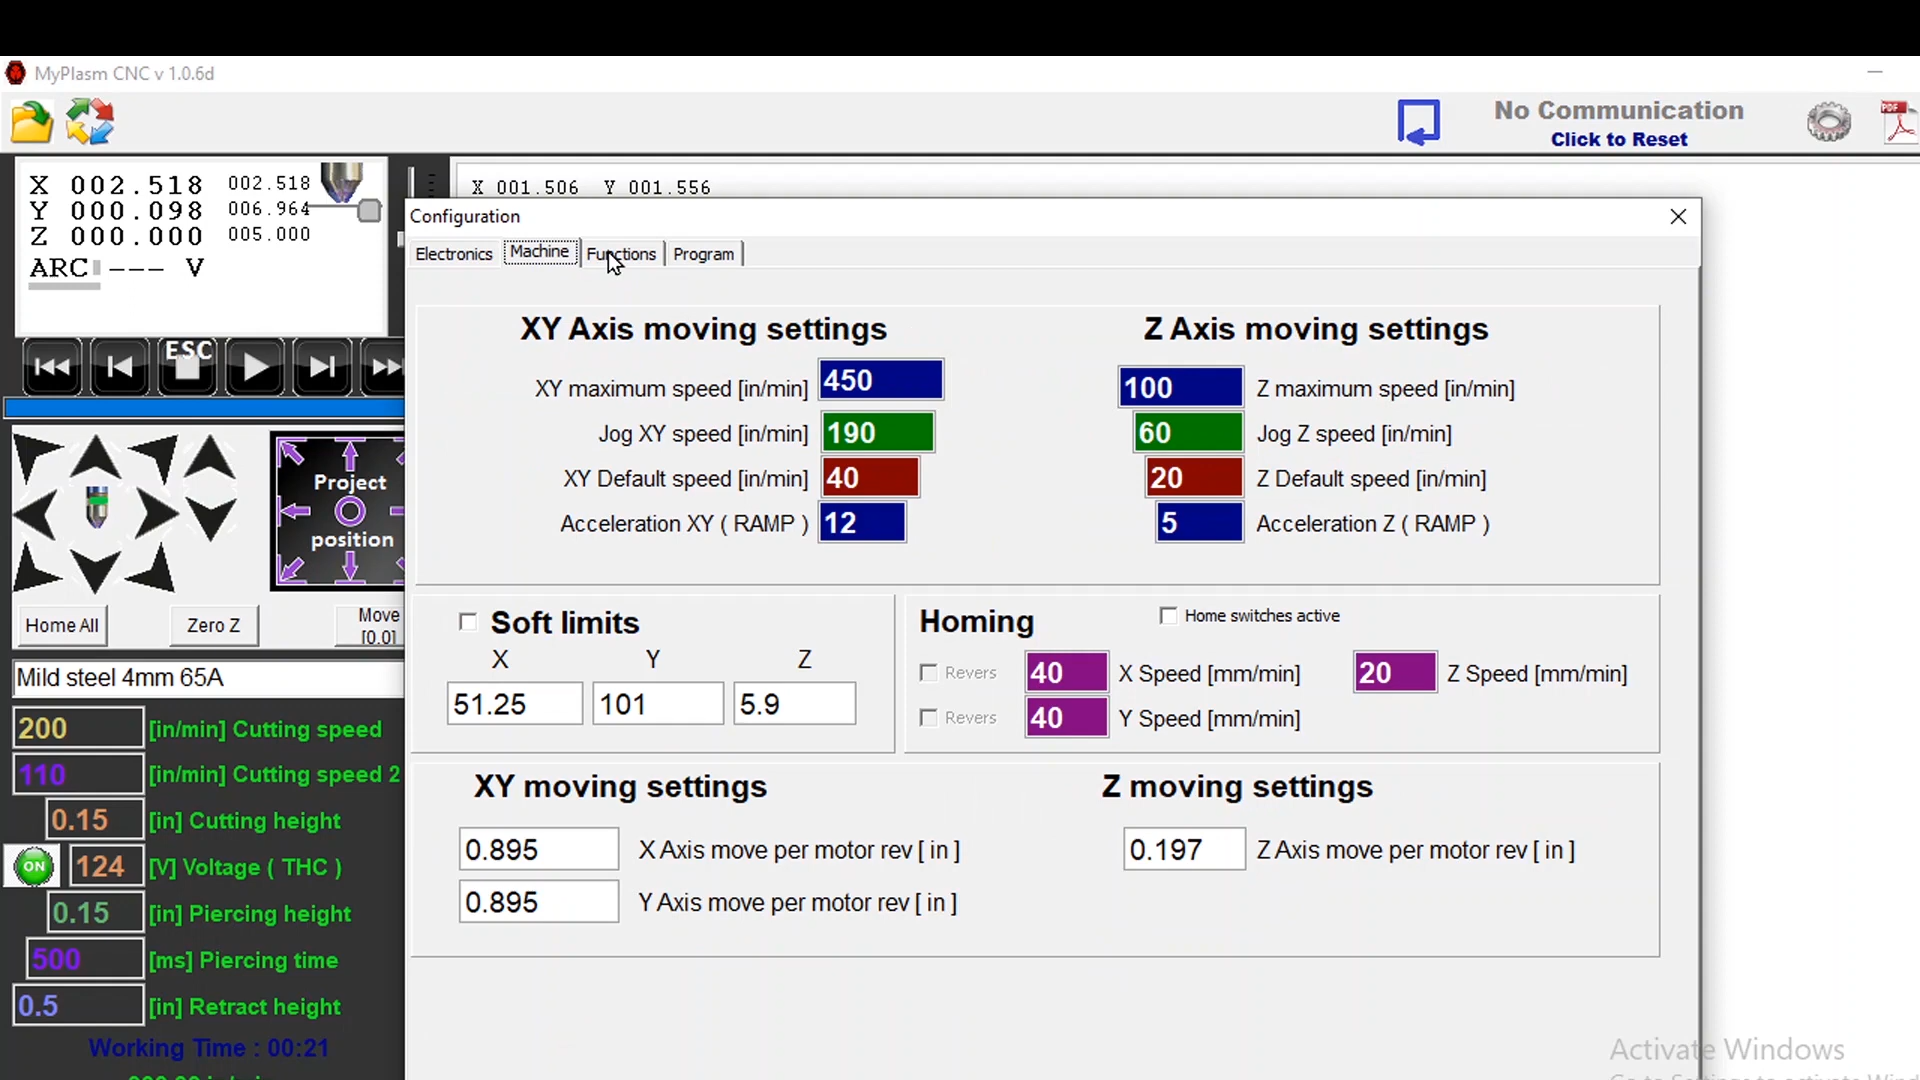 MyPlasm CNC v 1.0.6d
No Communication
Click to Reset
PDF
X 002.518 002.518
Y 000.098 006.964
Z 000.000 005.000
ARC --- V
X 001.506 Y 001.556
Configuration
Electronics Machine Functions Program
XY Axis moving settings
XY maximum speed [in/min] 450
Jog XY speed [in/min] 190
XY Default speed [in/min] 40
Acceleration XY ( RAMP ) 12
Z Axis moving settings
100 Z maximum speed [in/min]
60 Jog Z speed [in/min]
20 Z Default speed [in/min]
5 Acceleration Z ( RAMP )
Soft limits
X Y Z
51.25 101 5.9
Homing
Home switches active
Revers 40 X Speed [mm/min] 20 Z Speed [mm/min]
Revers 40 Y Speed [mm/min]
XY moving settings
0.895 X Axis move per motor rev [ in ]
0.895 Y Axis move per motor rev [ in ]
Z moving settings
0.197 Z Axis move per motor rev [ in ]
ESC
Project
position
Home All
Zero Z
Move
[0,0]
Mild steel 4mm 65A
200 [in/min] Cutting speed
110 [in/min] Cutting speed 2
0.15 [in] Cutting height
ON 124 [V] Voltage ( THC )
0.15 [in] Piercing height
500 [ms] Piercing time
0.5 [in] Retract height
Working Time : 00:21
Activate Windows